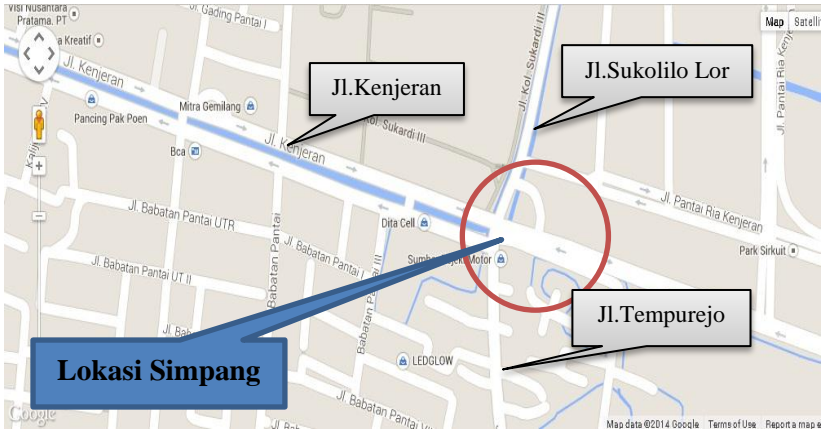 Visi Nusantara
Pratama. PT
Jl. Gading Pantai I
Map Satelli
a Kreatif
Jl. Kenjeran
Jl.Kenjeran
Jl.Sukolilo Lor
Jl. Kol. Sukardi III
Jl. Pantai Ria Kenje
Pancing Pak Poen
Mitra Gemilang
Kol. Sukardi III
Jl. Kenjeran
Bca
Jl. Babatan Pantai UTR
Dita Cell
Jl. Pantai Ria Kenjeran
Jl. Babatan Pantai I
Babatan Pantai
Park Sirkuit
Jl. Babatan Pantai UT II
Motor
Jl.Tempurejo
Lokasi Simpang
LEDGLOW
Jl. Babatan Pantai
Google
Map data ©2014 Google Terms of Use Report a map e